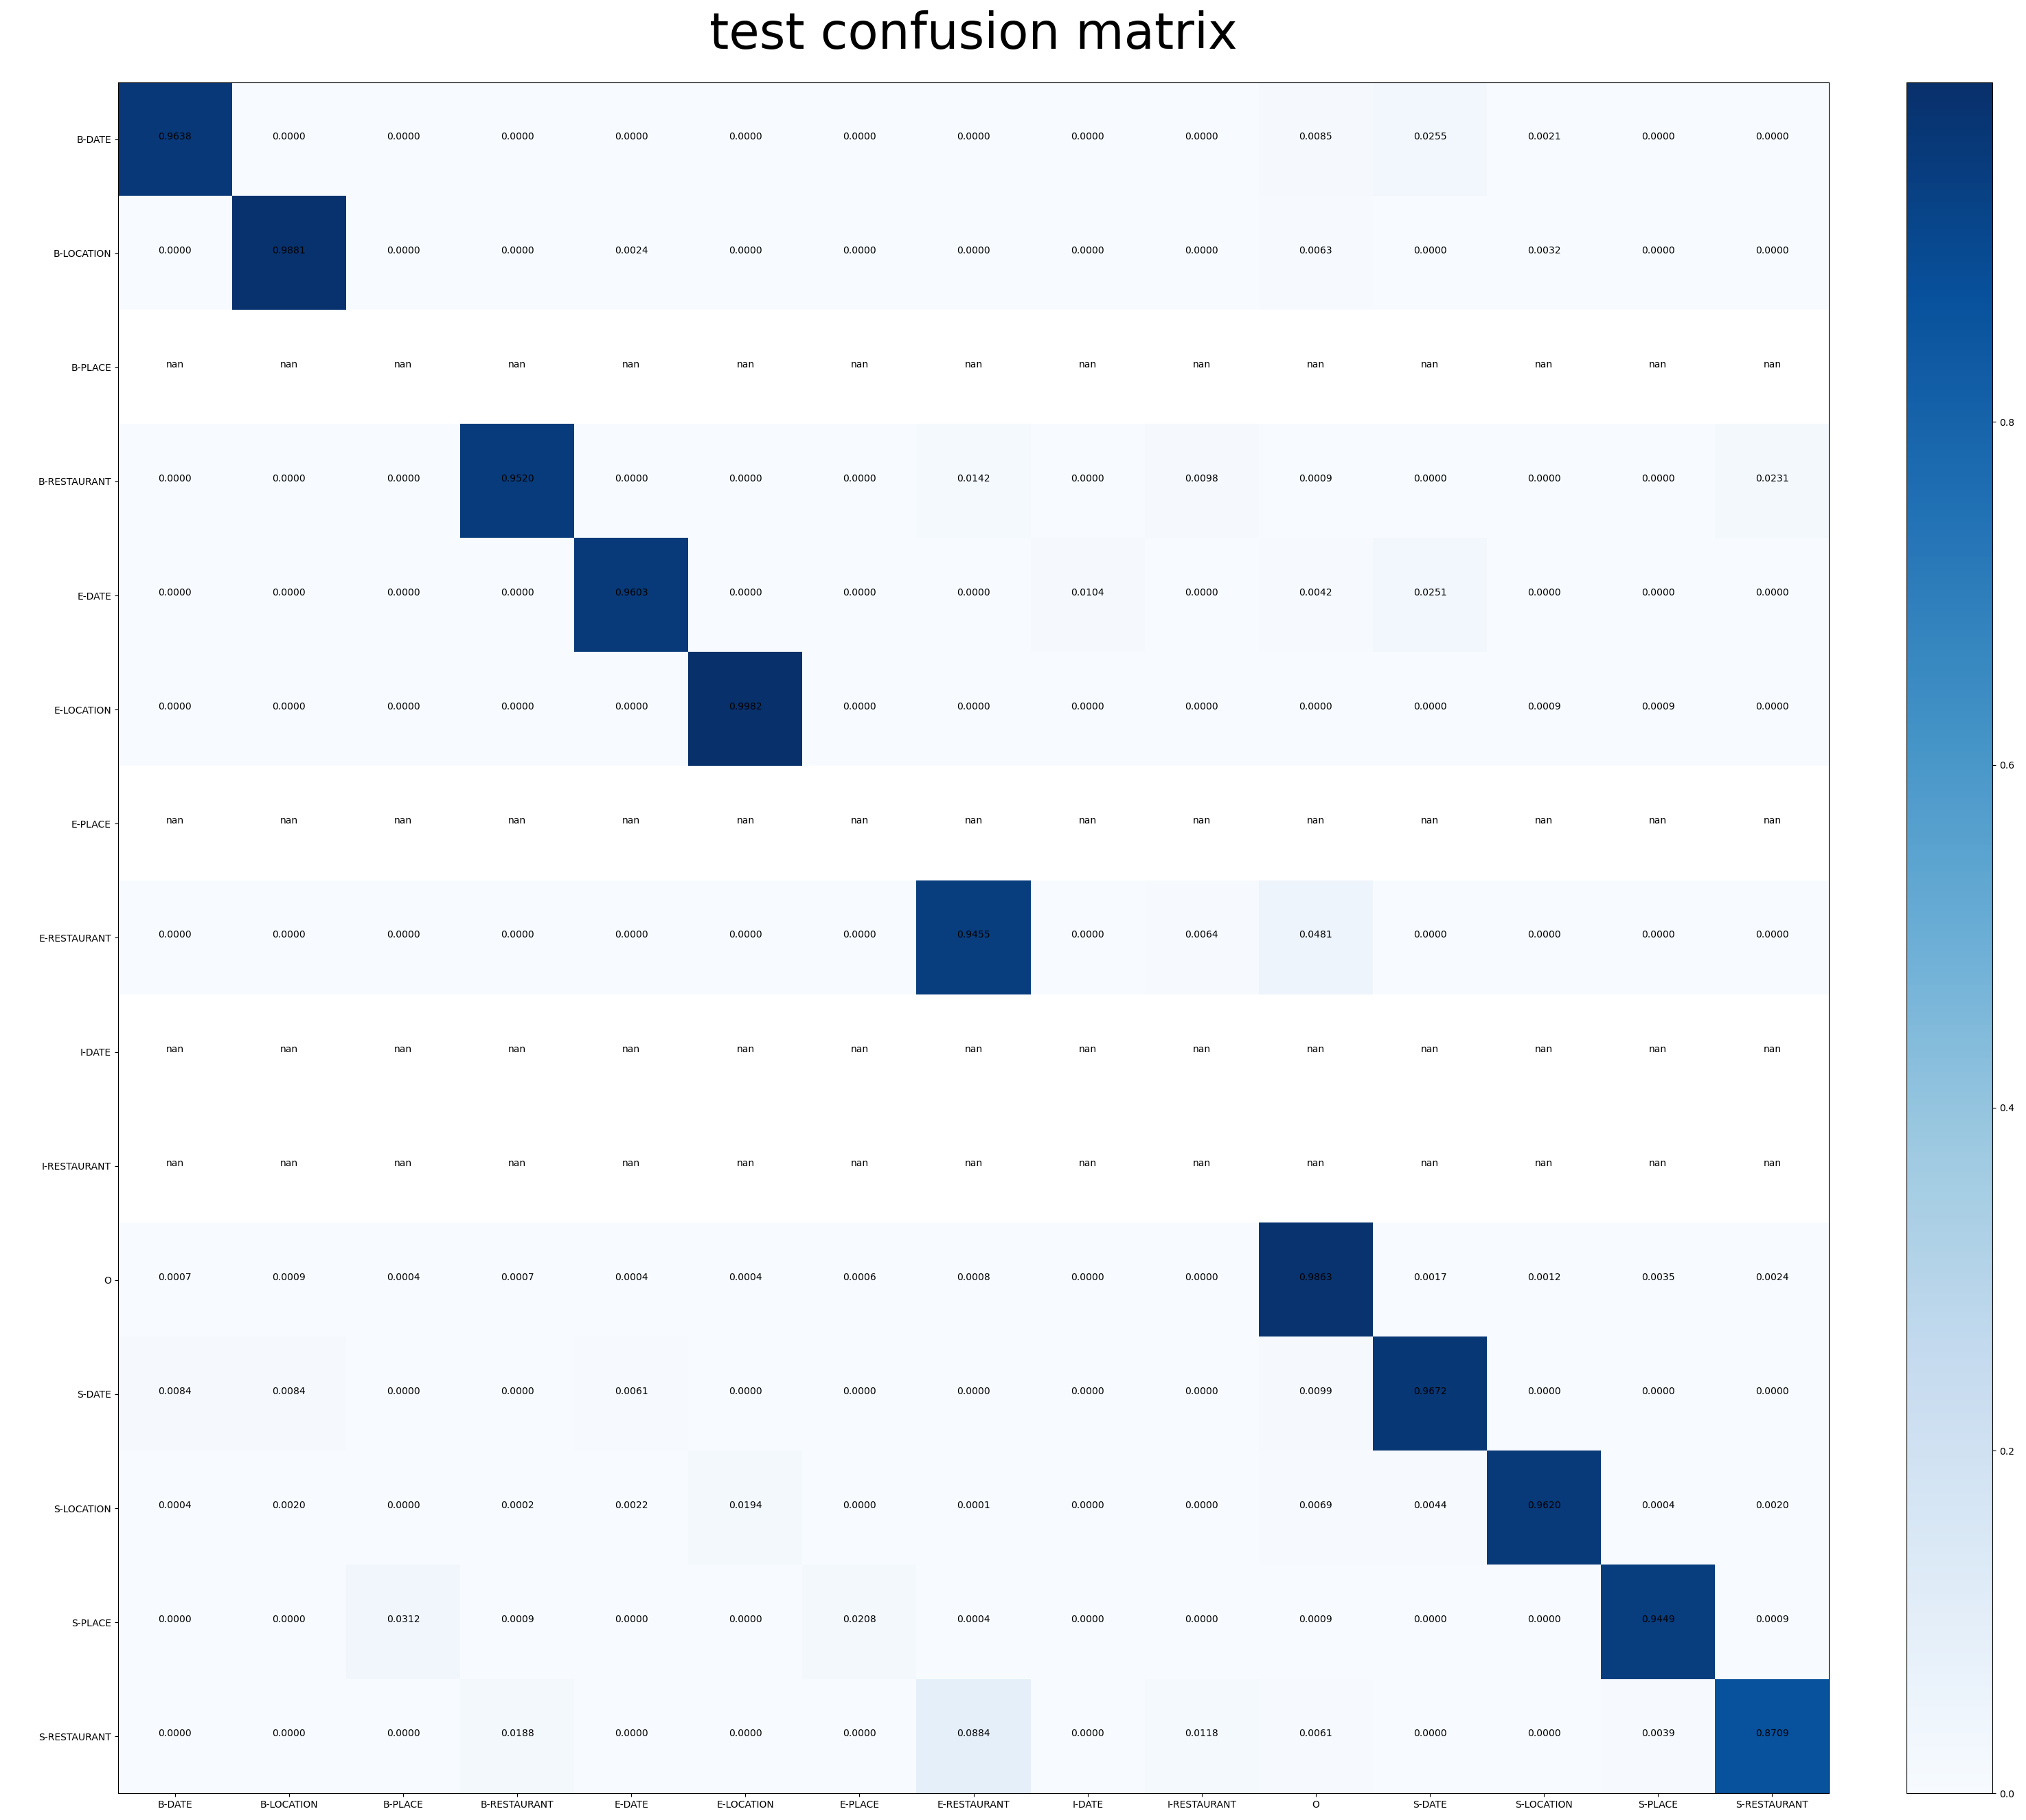 test confusion matrix
B-DATE 0.9638 0.0000 0.0000 0.0000 0.0000 0.0000 0.0000 0.0000 0.0000 0.0000 0.0085 0.0255 0.0021 0.0000 0.0000
B-LOCATION 0.0000 0.9881 0.0000 0.0000 0.0024 0.0000 0.0000 0.0000 0.0000 0.0000 0.0063 0.0000 0.0032 0.0000 0.0000
B-PLACE nan nan nan nan nan nan nan nan nan nan nan nan nan nan nan
0.8
B-RESTAURANT 0.0000 0.0000 0.0000 0.9520 0.0000 0.0000 0.0000 0.0142 0.0000 0.0098 0.0009 0.0000 0.0000 0.0000 0.0231
E-DATE 0.0000 0.0000 0.0000 0.0000 0.9603 0.0000 0.0000 0.0000 0.0104 0.0000 0.0042 0.0251 0.0000 0.0000 0.0000
E-LOCATION 0.0000 0.0000 0.0000 0.0000 0.0000 0.9982 0.0000 0.0000 0.0000 0.0000 0.0000 0.0000 0.0009 0.0009 0.0000
0.6
E-PLACE nan nan nan nan nan nan nan nan nan nan nan nan nan nan nan
E-RESTAURANT 0.0000 0.0000 0.0000 0.0000 0.0000 0.0000 0.0000 0.9455 0.0000 0.0064 0.0481 0.0000 0.0000 0.0000 0.0000
I-DATE nan nan nan nan nan nan nan nan nan nan nan nan nan nan nan
0.4
I-RESTAURANT nan nan nan nan nan nan nan nan nan nan nan nan nan nan nan
O 0.0007 0.0009 0.0004 0.0007 0.0004 0.0004 0.0006 0.0008 0.0000 0.0000 0.9863 0.0017 0.0012 0.0035 0.0024
S-DATE 0.0084 0.0084 0.0000 0.0000 0.0061 0.0000 0.0000 0.0000 0.0000 0.0000 0.0099 0.9672 0.0000 0.0000 0.0000
0.2
S-LOCATION 0.0004 0.0020 0.0000 0.0002 0.0022 0.0194 0.0000 0.0001 0.0000 0.0000 0.0069 0.0044 0.9620 0.0004 0.0020
S-PLACE 0.0000 0.0000 0.0312 0.0009 0.0000 0.0000 0.0208 0.0004 0.0000 0.0000 0.0009 0.0000 0.0000 0.9449 0.0009
S-RESTAURANT 0.0000 0.0000 0.0000 0.0188 0.0000 0.0000 0.0000 0.0884 0.0000 0.0118 0.0061 0.0000 0.0000 0.0039 0.8709
0.0
B-DATE B-LOCATION B-PLACE B-RESTAURANT E-DATE E-LOCATION E-PLACE E-RESTAURANT I-DATE I-RESTAURANT O S-DATE S-LOCATION S-PLACE S-RESTAURANT